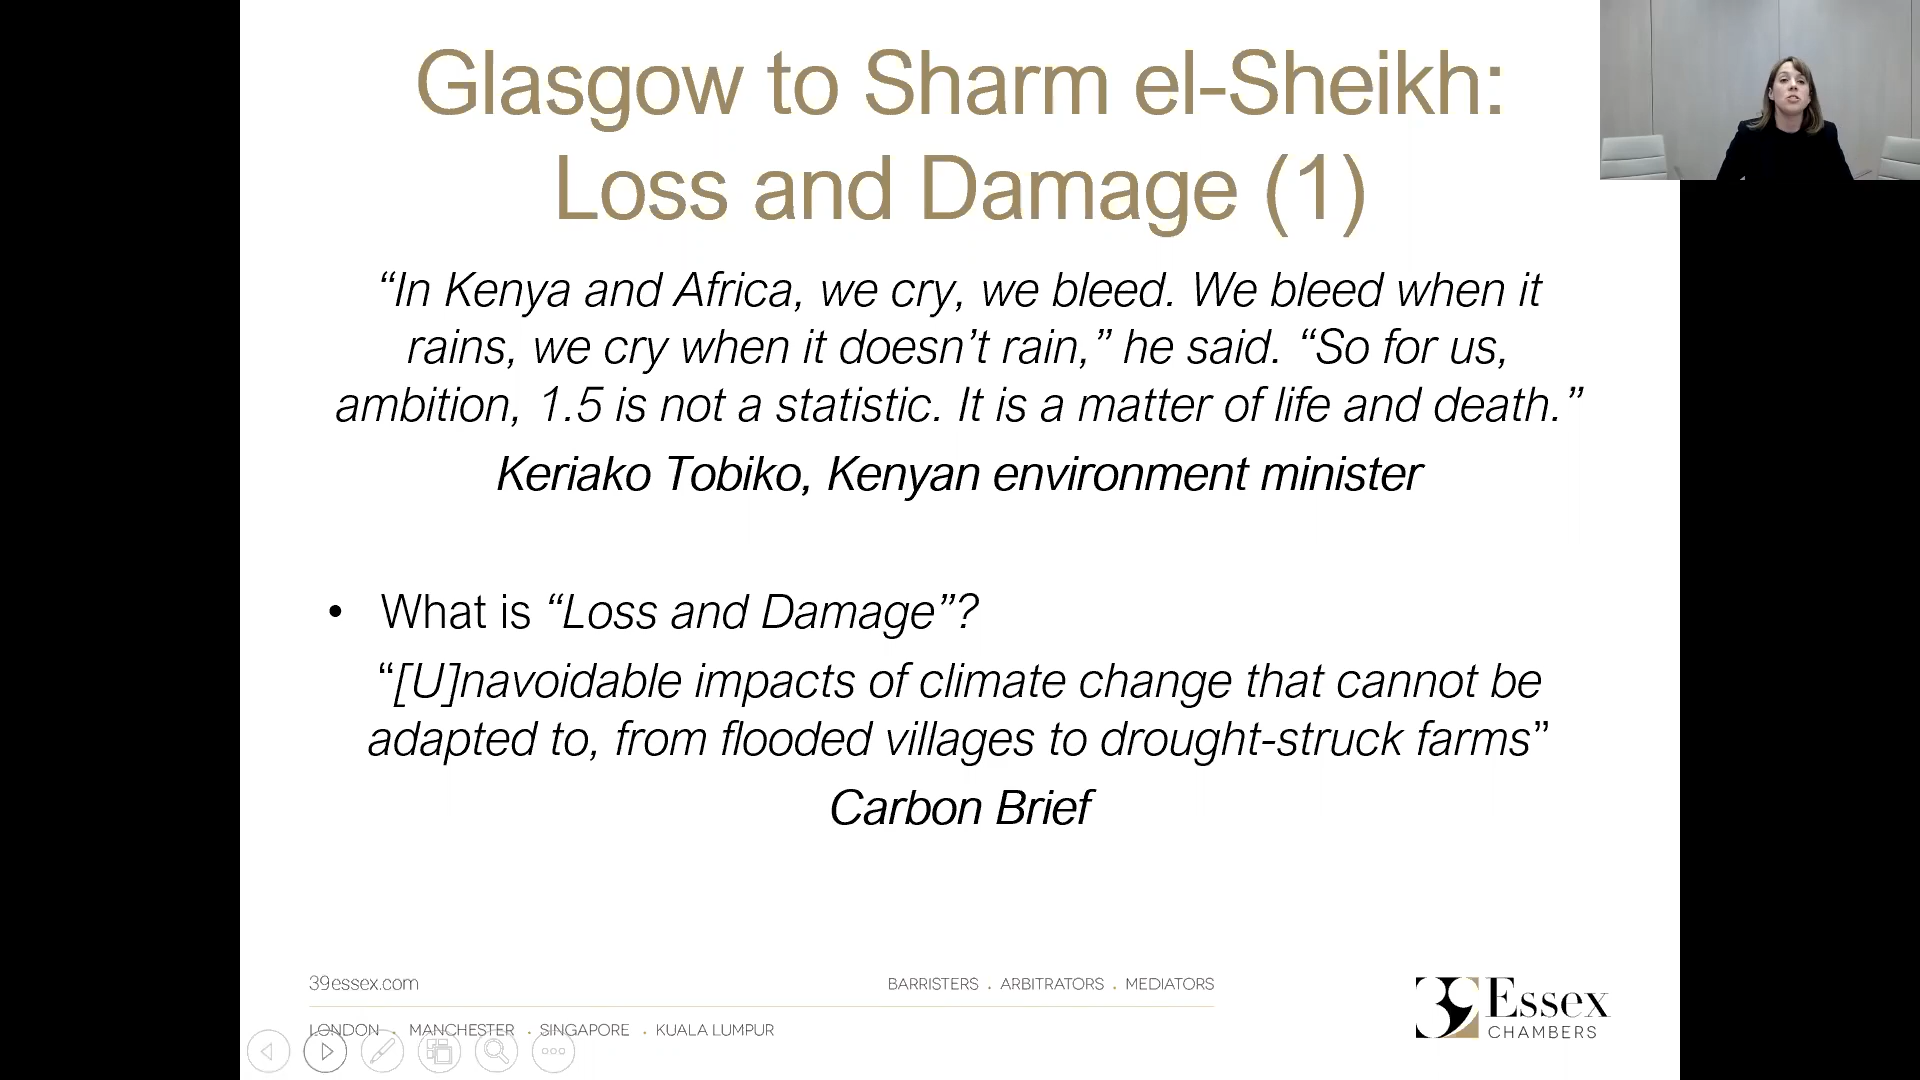 Glasgow to Sharm el-Sheikh:
Loss and Damage (1)
“In Kenya and Africa, we cry, we bleed. We bleed when it
rains, we cry when it doesn’t rain,” he said. “So for us,
ambition, 1.5 is not a statistic. It is a matter of life and death.”
Keriako Tobiko, Kenyan environment minister
• What is “Loss and Damage”?
“[U]navoidable impacts of climate change that cannot be
adapted to, from flooded villages to drought-struck farms”
Carbon Brief
39essex.com
BARRISTERS . ARBITRATORS . MEDIATORS
LONDON . MANCHESTER . SINGAPORE . KUALA LUMPUR
39 Essex
CHAMBERS